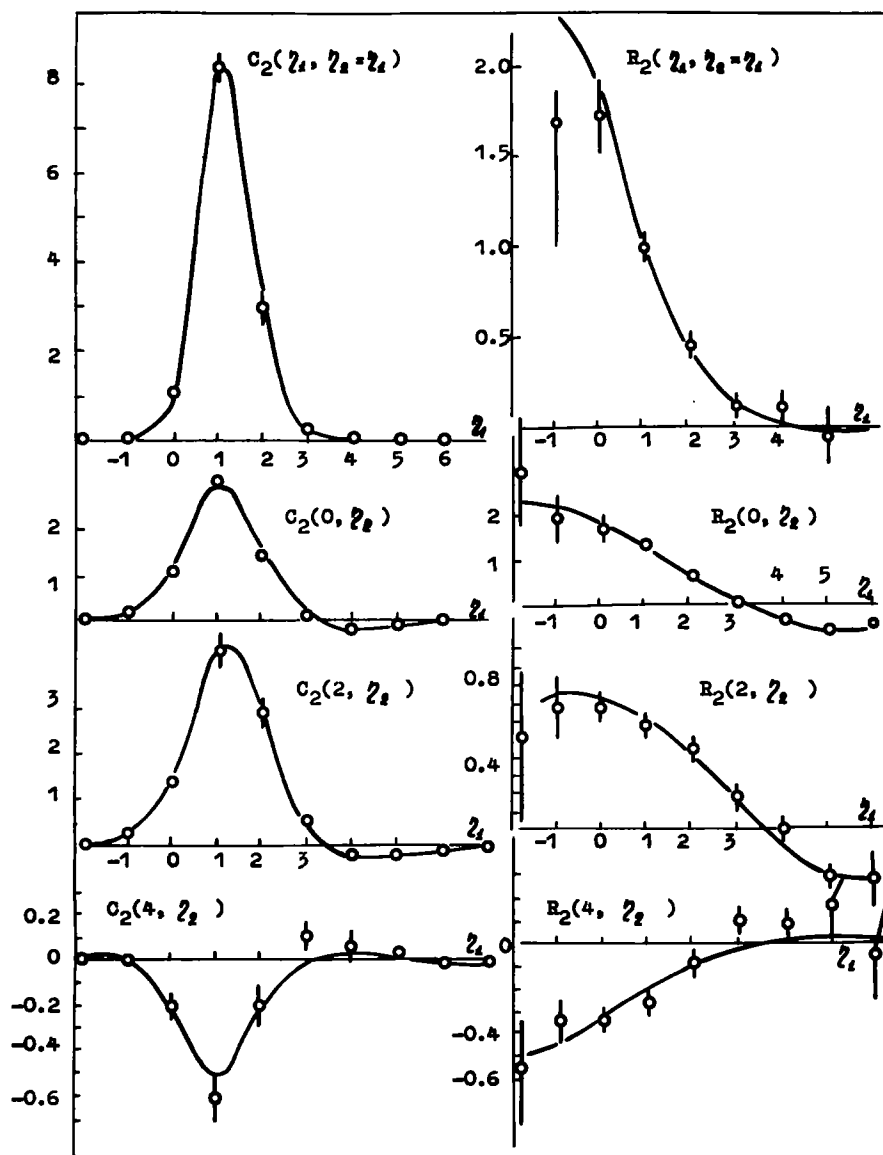 C₂(η₁, η₂=η₁)
8
6
4
2
-1 0 1 2 3 4 5 6 η₁
R₂(η₁, η₂=η₁)
2.0
1.5
1.0
0.5
0
-1 0 1 2 3 4 5 η₁
C₂(0, η₂)
2
1
η₁
R₂(0, η₂)
2
1
4 5 η₁
-1 0 1 2 3
C₂(2, η₂)
3
2
1
-1 0 1 2 3 η₁
R₂(2, η₂)
0.8
0.4
-1 0 1 2 3 η₁
C₂(4, η₂)
0.2
0
-0.2
-0.4
-0.6
η₁
R₂(4, η₂)
0
-0.4
-0.6
η₁